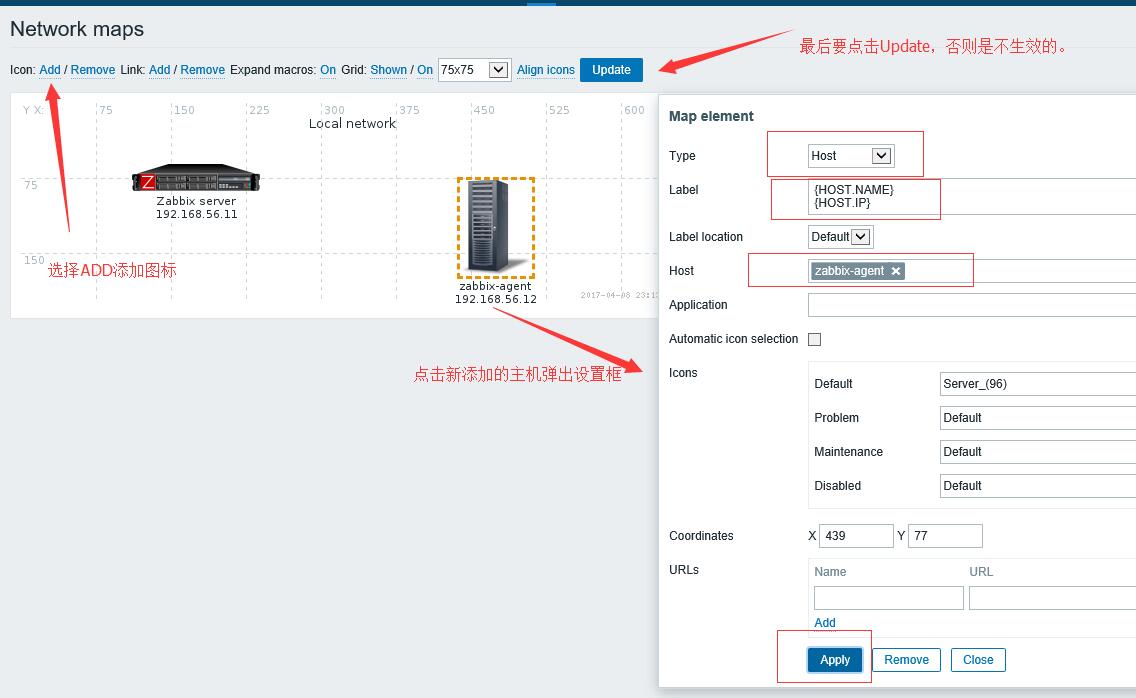 Network maps
最后要点击Update，否则是不生效的。
Icon: Add / Remove Link: Add / Remove Expand macros: On Grid: Shown / On 75x75 Align icons Update
Y X: 75 150 225 300 375 450 525 600
Local network
75
Z
Zabbix server
192.168.56.11
150
选择ADD添加图标
zabbix-agent
192.168.56.12
点击新添加的主机弹出设置框
Map element
Type Host
Label {HOST.NAME}
{HOST.IP}
Label location Default
Host zabbix-agent ×
Application
Automatic icon selection
Icons
Default Server_(96)
Problem Default
Maintenance Default
Disabled Default
Coordinates X 439 Y 77
URLs
Name URL
Add
Apply Remove Close